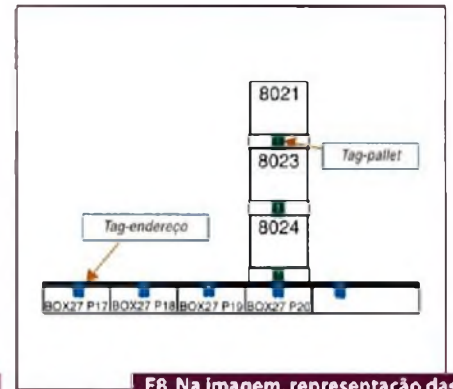 8021
Tag-pallet
8023
Tag-endereço
8024
BOX27 P17 BOX27 P18 BOX27 P19 BOX27 P20
F8. Na imagem, representação das